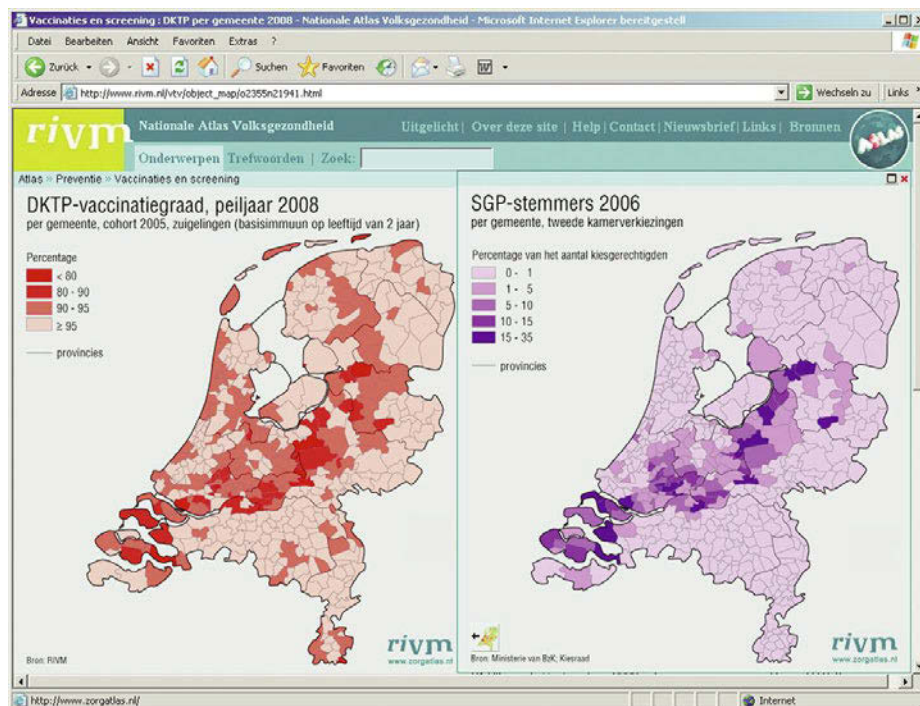 Vaccinaties en screening : DKTP per gemeente 2008 - Nationale Atlas Volksgezondheid - Microsoft Internet Explorer bereitgestell
Datei Bearbeiten Ansicht Favoriten Extras ?
Zurück Suchen Favoriten
Adresse http://www.rivm.nl/vtv/object_map/o2355n21941.html Wechseln zu Links »
rivm Nationale Atlas Volksgezondheid Uitgelicht | Over deze site | Help | Contact | Nieuwsbrief | Links | Bronnen
ATLAS
Onderwerpen Trefwoorden | Zoek:
Atlas » Preventie » Vaccinaties en screening
DKTP-vaccinatiegraad, peiljaar 2008
per gemeente, cohort 2005, zuigelingen (basisimmuun op leeftijd van 2 jaar)
Percentage
< 80
80 - 90
90 - 95
≥ 95
provincies
Bron: RIVM
rivm
www.zorgatlas.nl
SGP-stemmers 2006
per gemeente, tweede kamerverkiezingen
Percentage van het aantal kiesgerechtigden
0 - 1
1 - 5
5 - 10
10 - 15
15 - 35
provincies
Bron: Ministerie van BzK; Kiesraad
rivm
www.zorgatlas.nl
http://www.zorgatlas.nl/ Internet